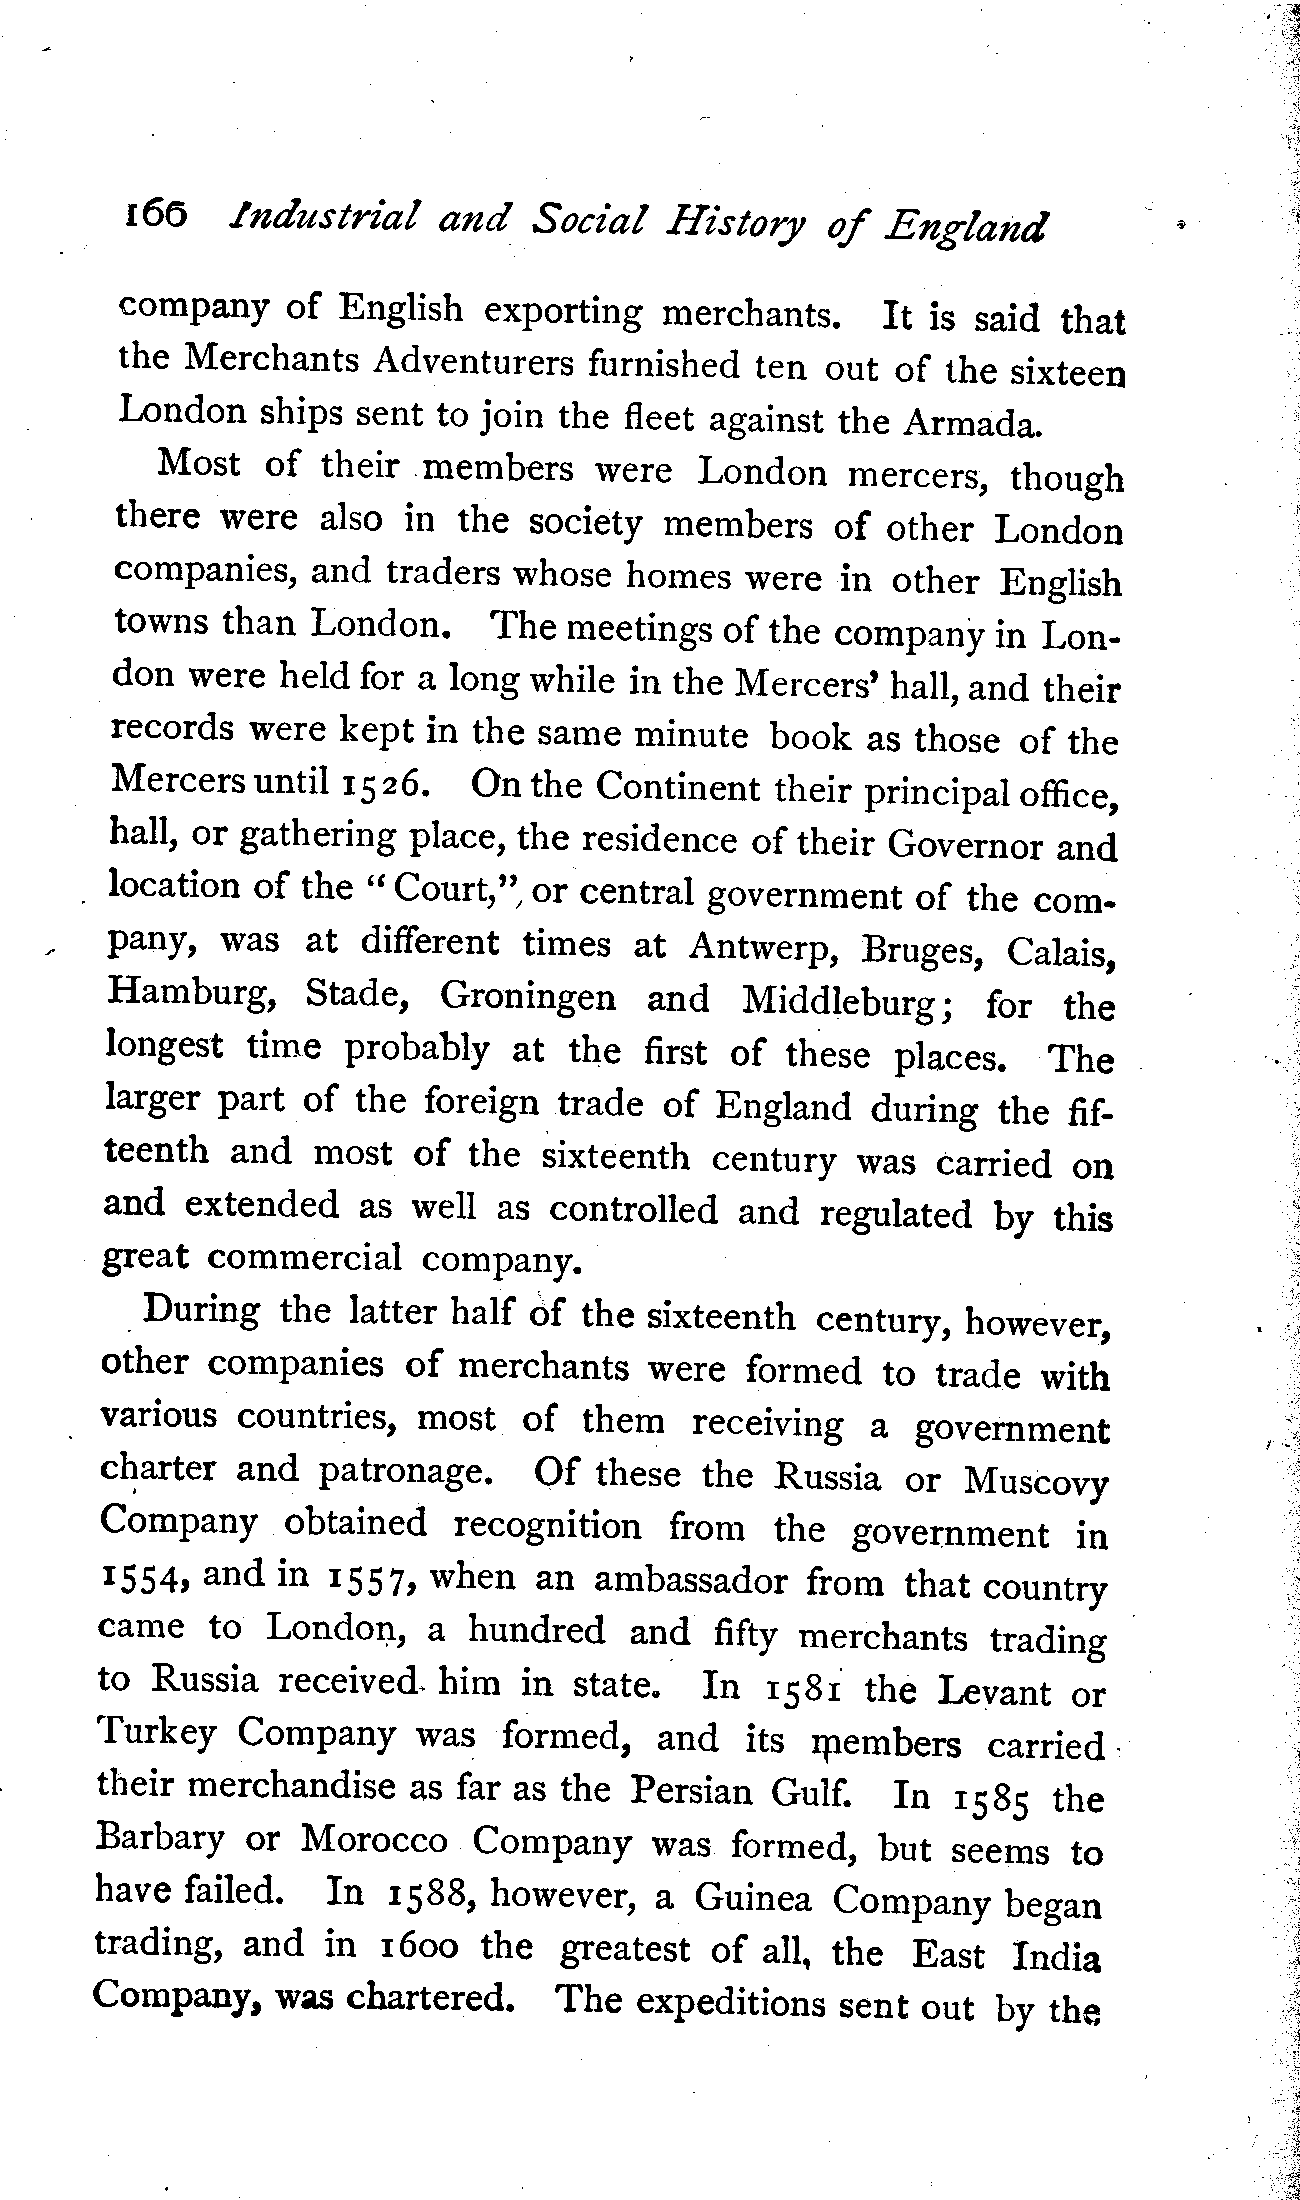 166 Industrial and Social History of England
company of English exporting merchants. It is said that
the Merchants Adventurers furnished ten out of the sixteen
London ships sent to join the fleet against the Armada.
Most of their members were London mercers, though
there were also in the society members of other London
companies, and traders whose homes were in other English
towns than London. The meetings of the company in Lon-
don were held for a long while in the Mercers' hall, and their
records were kept in the same minute book as those of the
Mercers until 1526. On the Continent their principal office,
hall, or gathering place, the residence of their Governor and
location of the "Court," or central government of the com-
pany, was at different times at Antwerp, Bruges, Calais,
Hamburg, Stade, Groningen and Middleburg; for the
longest time probably at the first of these places. The
larger part of the foreign trade of England during the fif-
teenth and most of the sixteenth century was carried on
and extended as well as controlled and regulated by this
great commercial company.
During the latter half of the sixteenth century, however,
other companies of merchants were formed to trade with
various countries, most of them receiving a government
charter and patronage. Of these the Russia or Muscovy
Company obtained recognition from the government in
1554, and in 1557, when an ambassador from that country
came to London, a hundred and fifty merchants trading
to Russia received him in state. In 1581 the Levant or
Turkey Company was formed, and its members carried
their merchandise as far as the Persian Gulf. In 1585 the
Barbary or Morocco Company was formed, but seems to
have failed. In 1588, however, a Guinea Company began
trading, and in 1600 the greatest of all, the East India
Company, was chartered. The expeditions sent out by the